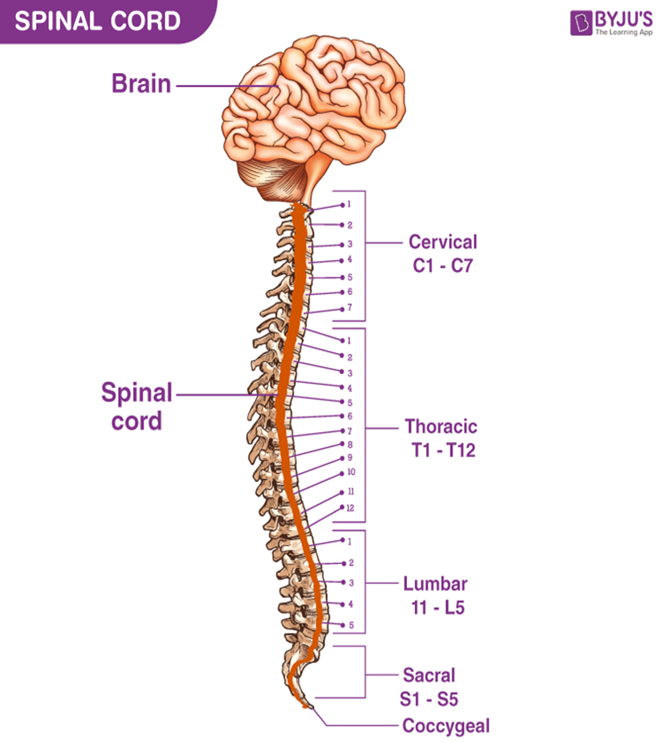 SPINAL CORD
BYJU'S
The Learning App
Brain
1
2
3
4
5
6
7
Cervical
C1 - C7
1
2
3
4
5
6
7
8
9
10
11
12
Spinal
cord
Thoracic
T1 - T12
1
2
3
4
5
Lumbar
11 - L5
Sacral
S1 - S5
Coccygeal